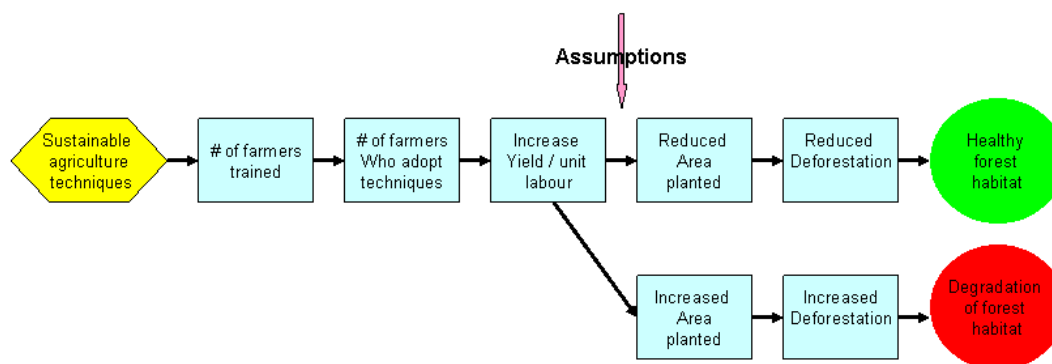 Assumptions
Sustainable
agriculture
techniques
# of farmers
trained
# of farmers
Who adopt
techniques
Increase
Yield / unit
labour
Reduced
Area
planted
Reduced
Deforestation
Healthy
forest
habitat
Increased
Area
planted
Increased
Deforestation
Degradation
of forest
habitat